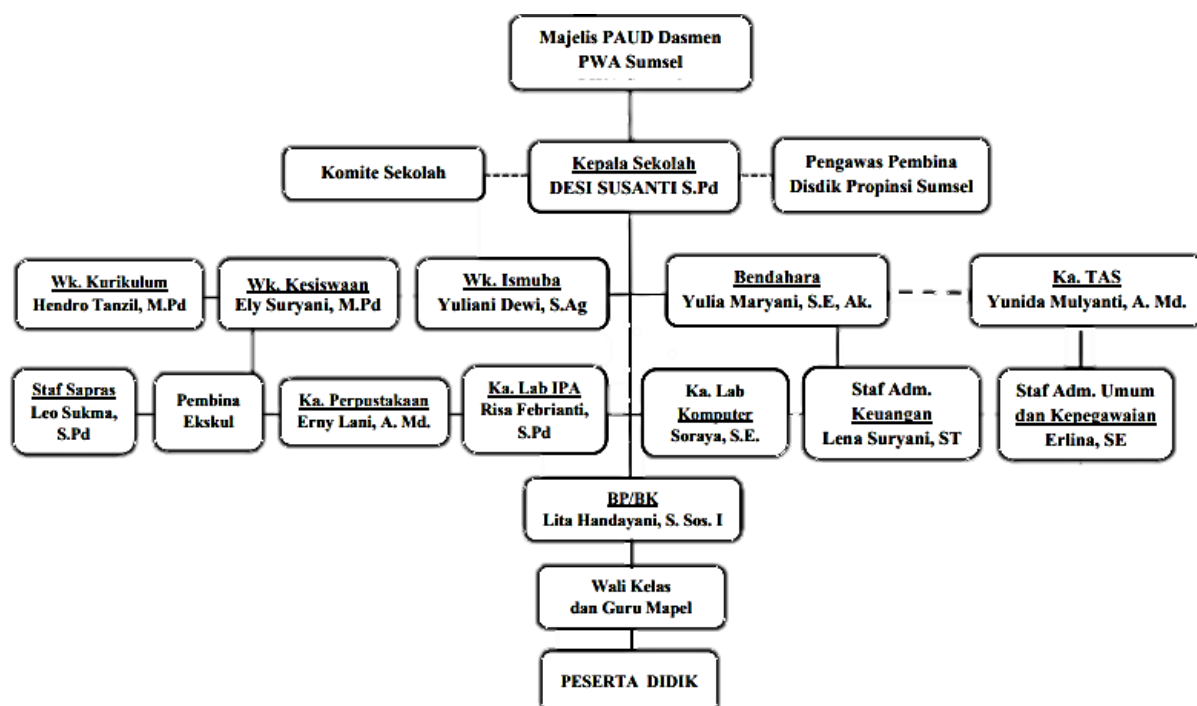 Majelis PAUD Dasmen
PWA Sumsel
Komite Sekolah
Kepala Sekolah
DESI SUSANTI S.Pd
Pengawas Pembina
Disdik Propinsi Sumsel
Wk. Kurikulum
Hendro Tanzil, M.Pd
Wk. Kesiswaan
Ely Suryani, M.Pd
Wk. Ismuba
Yuliani Dewi, S.Ag
Bendahara
Yulia Maryani, S.E, Ak.
Ka. TAS
Yunida Mulyanti, A. Md.
Staf Sapras
Leo Sukma,
S.Pd
Pembina
Ekskul
Ka. Perpustakaan
Erny Lani, A. Md.
Ka. Lab IPA
Risa Febrianti,
S.Pd
Ka. Lab
Komputer
Soraya, S.E.
Staf Adm.
Keuangan
Lena Suryani, ST
Staf Adm. Umum
dan Kepegawaian
Erlina, SE
BP/BK
Lita Handayani, S. Sos. I
Wali Kelas
dan Guru Mapel
PESERTA DIDIK